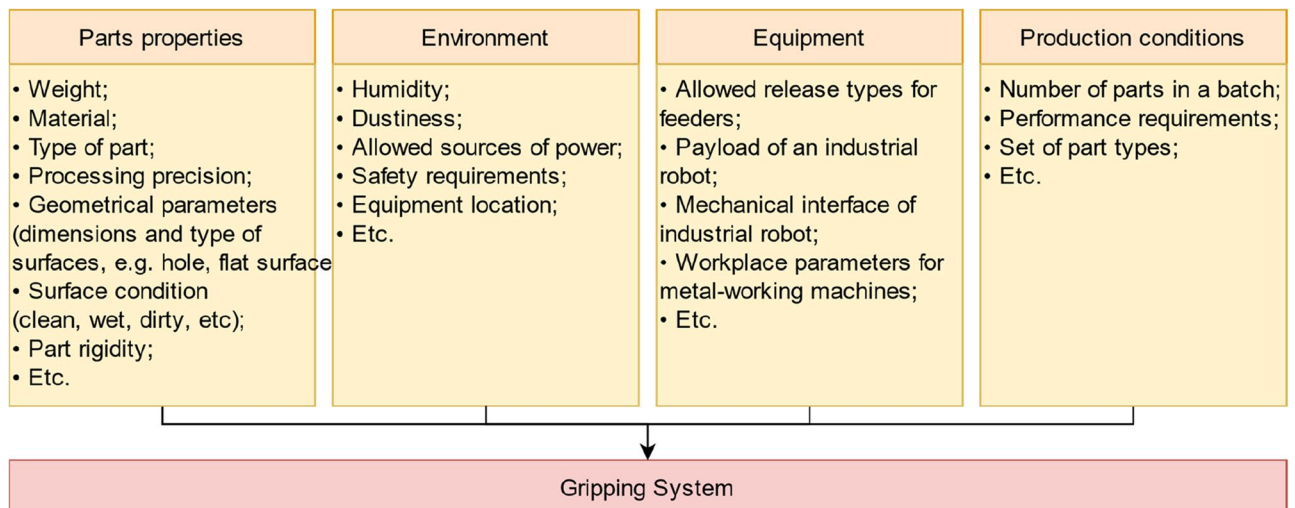 Parts properties
• Weight;
• Material;
• Type of part;
• Processing precision;
• Geometrical parameters
(dimensions and type of
surfaces, e.g. hole, flat surface
• Surface condition
(clean, wet, dirty, etc);
• Part rigidity;
• Etc.
Environment
• Humidity;
• Dustiness;
• Allowed sources of power;
• Safety requirements;
• Equipment location;
• Etc.
Equipment
• Allowed release types for
feeders;
• Payload of an industrial
robot;
• Mechanical interface of
industrial robot;
• Workplace parameters for
metal-working machines;
• Etc.
Production conditions
• Number of parts in a batch;
• Performance requirements;
• Set of part types;
• Etc.
Gripping System